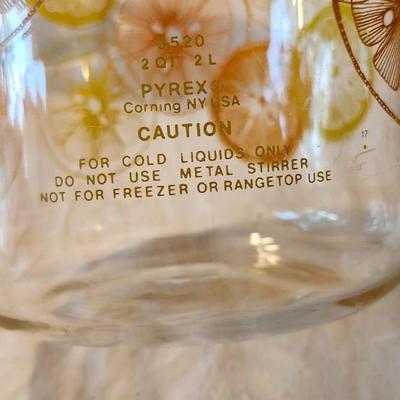 3520
2 QT 2 L
PYREX®
Corning NY USA
CAUTION
FOR COLD LIQUIDS ONLY
DO NOT USE METAL STIRRER
NOT FOR FREEZER OR RANGETOP USE
17